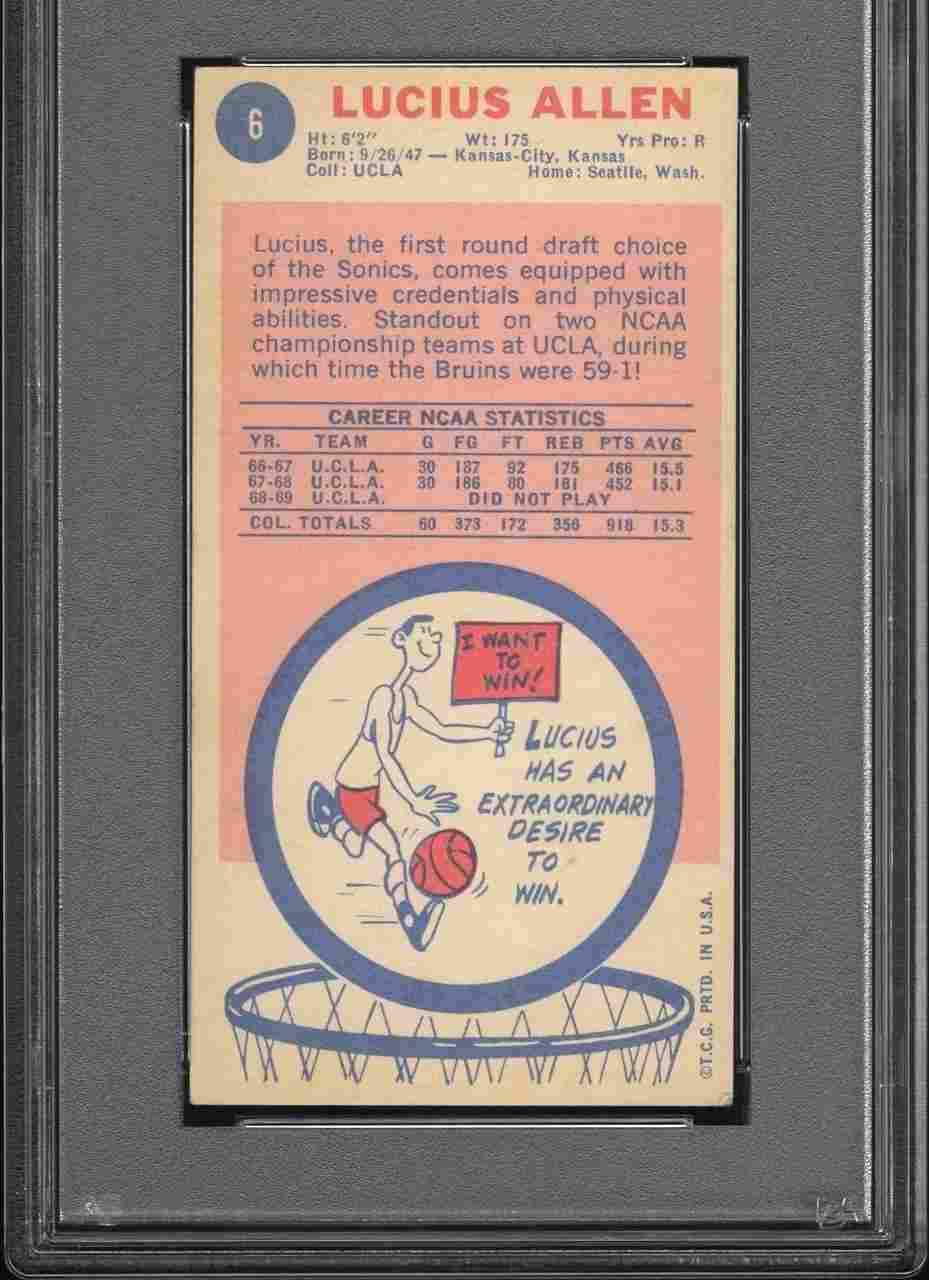 6
LUCIUS ALLEN
Ht: 6'2" Wt: 175 Yrs Pro: R
Born: 9/26/47 — Kansas-City, Kansas
Coll: UCLA Home: Seattle, Wash.
Lucius, the first round draft choice
of the Sonics, comes equipped with
impressive credentials and physical
abilities. Standout on two NCAA
championship teams at UCLA, during
which time the Bruins were 59-1!
CAREER NCAA STATISTICS
YR. TEAM G FG FT REB PTS AVG
66-67 U.C.L.A. 30 187 92 175 466 15.5
67-68 U.C.L.A. 30 186 80 181 452 15.1
68-69 U.C.L.A. DID NOT PLAY
COL. TOTALS 60 373 172 356 918 15.3
I WANT
TO
WIN!
LUCIUS
HAS AN
EXTRAORDINARY
DESIRE
TO
WIN.
©T.C.G. PRTD. IN U.S.A.